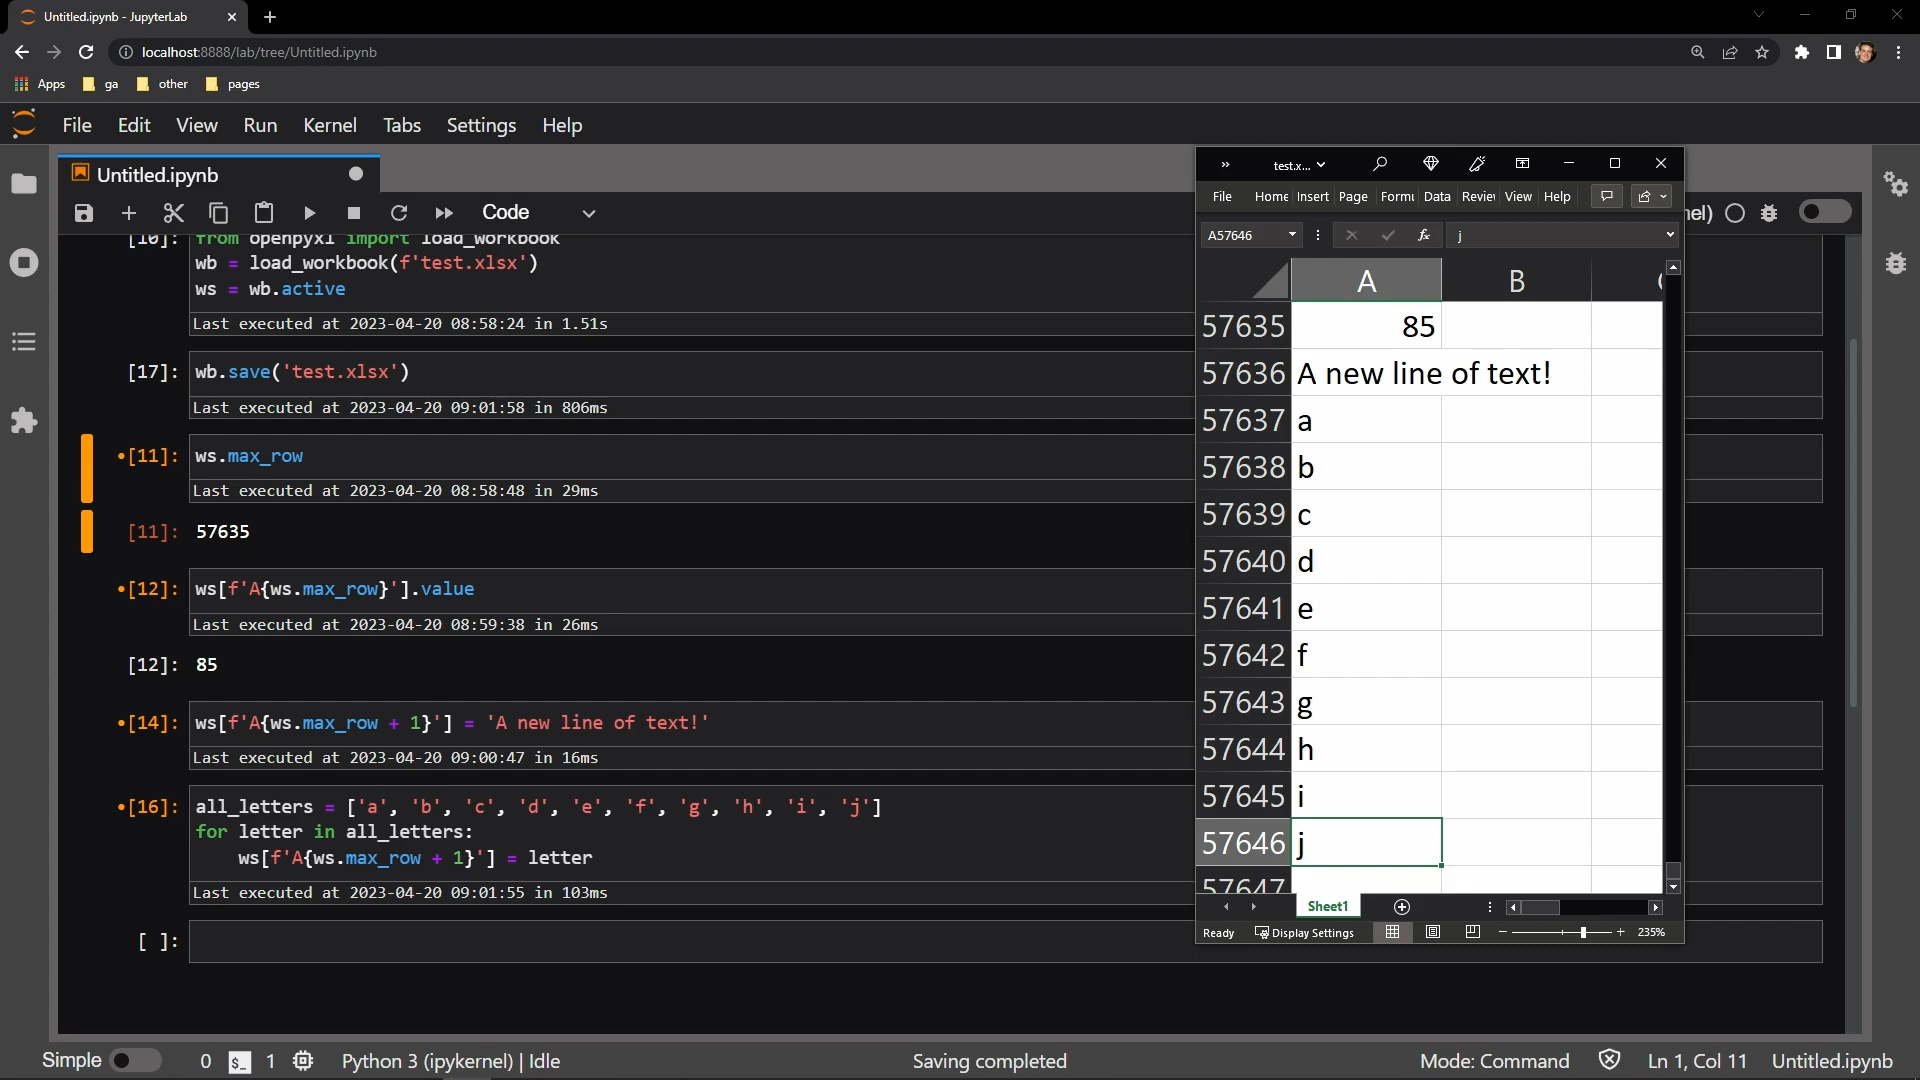 Untitled.ipynb - JupyterLab
localhost:8888/lab/tree/Untitled.ipynb
Apps ga other pages
File Edit View Run Kernel Tabs Settings Help
Untitled.ipynb
Code
[10]: from openpyxl import load_workbook
wb = load_workbook(f'test.xlsx')
ws = wb.active
Last executed at 2023-04-20 08:58:24 in 1.51s
[17]: wb.save('test.xlsx')
Last executed at 2023-04-20 09:01:58 in 806ms
•[11]: ws.max_row
Last executed at 2023-04-20 08:58:48 in 29ms
[11]: 57635
•[12]: ws[f'A{ws.max_row}'].value
Last executed at 2023-04-20 08:59:38 in 26ms
[12]: 85
•[14]: ws[f'A{ws.max_row + 1}'] = 'A new line of text!'
Last executed at 2023-04-20 09:00:47 in 16ms
•[16]: all_letters = ['a', 'b', 'c', 'd', 'e', 'f', 'g', 'h', 'i', 'j']
for letter in all_letters:
ws[f'A{ws.max_row + 1}'] = letter
Last executed at 2023-04-20 09:01:55 in 103ms
[ ]:
test.x...
File Home Insert Page Formu Data Review View Help
nel)
A57646 fx j
A B
57635 85
57636 A new line of text!
57637 a
57638 b
57639 c
57640 d
57641 e
57642 f
57643 g
57644 h
57645 i
57646 j
57647
Sheet1
Ready Display Settings 235%
Simple 0 $_ 1 Python 3 (ipykernel) | Idle Saving completed Mode: Command Ln 1, Col 11 Untitled.ipynb